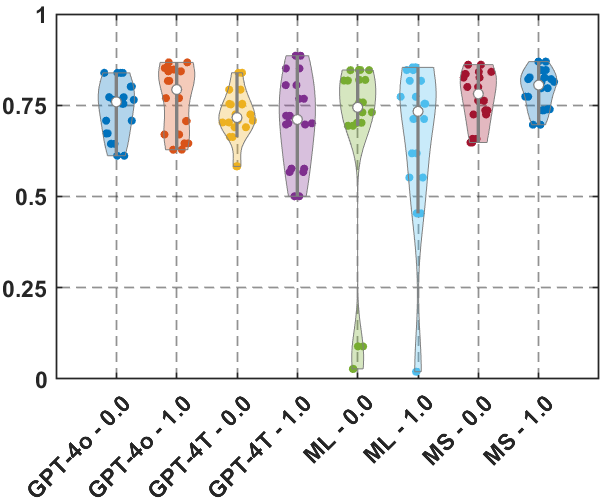 1
0.75
0.5
0.25
0
GPT-4o - 0.0
GPT-4o - 1.0
GPT-4T - 0.0
GPT-4T - 1.0
ML - 0.0
ML - 1.0
MS - 0.0
MS - 1.0